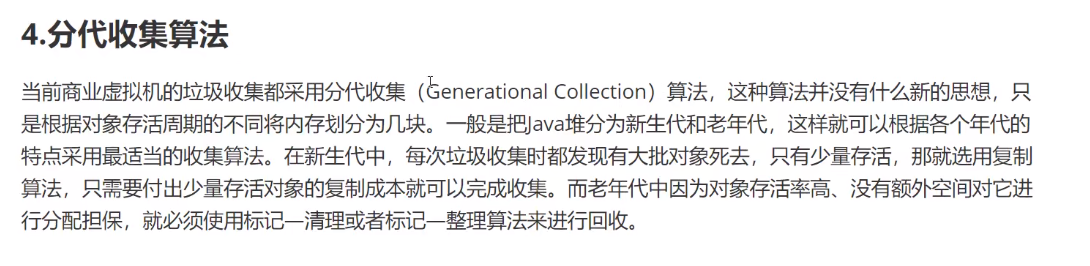 4.分代收集算法
当前商业虚拟机的垃圾收集都采用分代收集（Generational Collection）算法，这种算法并没有什么新的思想，只
是根据对象存活周期的不同将内存划分为几块。一般是把Java堆分为新生代和老年代，这样就可以根据各个年代的
特点采用最适当的收集算法。在新生代中，每次垃圾收集时都发现有大批对象死去，只有少量存活，那就选用复制
算法，只需要付出少量存活对象的复制成本就可以完成收集。而老年代中因为对象存活率高、没有额外空间对它进
行分配担保，就必须使用标记—清理或者标记—整理算法来进行回收。